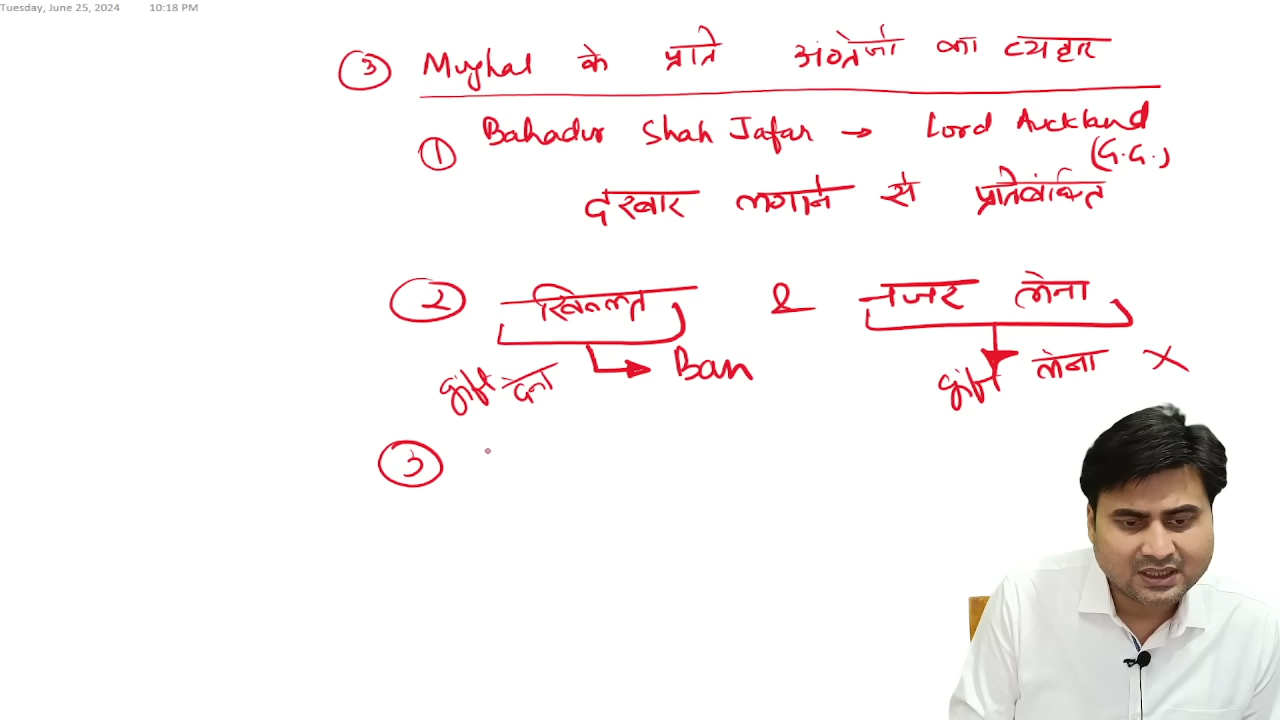 Tuesday, June 25, 2024 10:18 PM
③ Mughal के प्रति अंग्रेजों का व्यहार
① Bahadur Shah Jafar → Lord Auckland
(G.G.)
दरबार लगाने से प्रतिबंधित
② खिल्लत & नजर लेना
gift देना → Ban gift लेना X
③